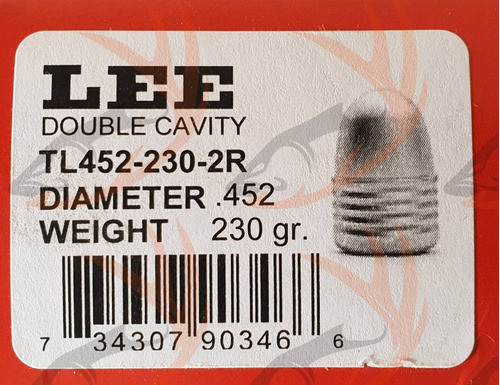 LEE
DOUBLE CAVITY
TL452-230-2R
DIAMETER .452
WEIGHT 230 gr.
7 34307 90346 6